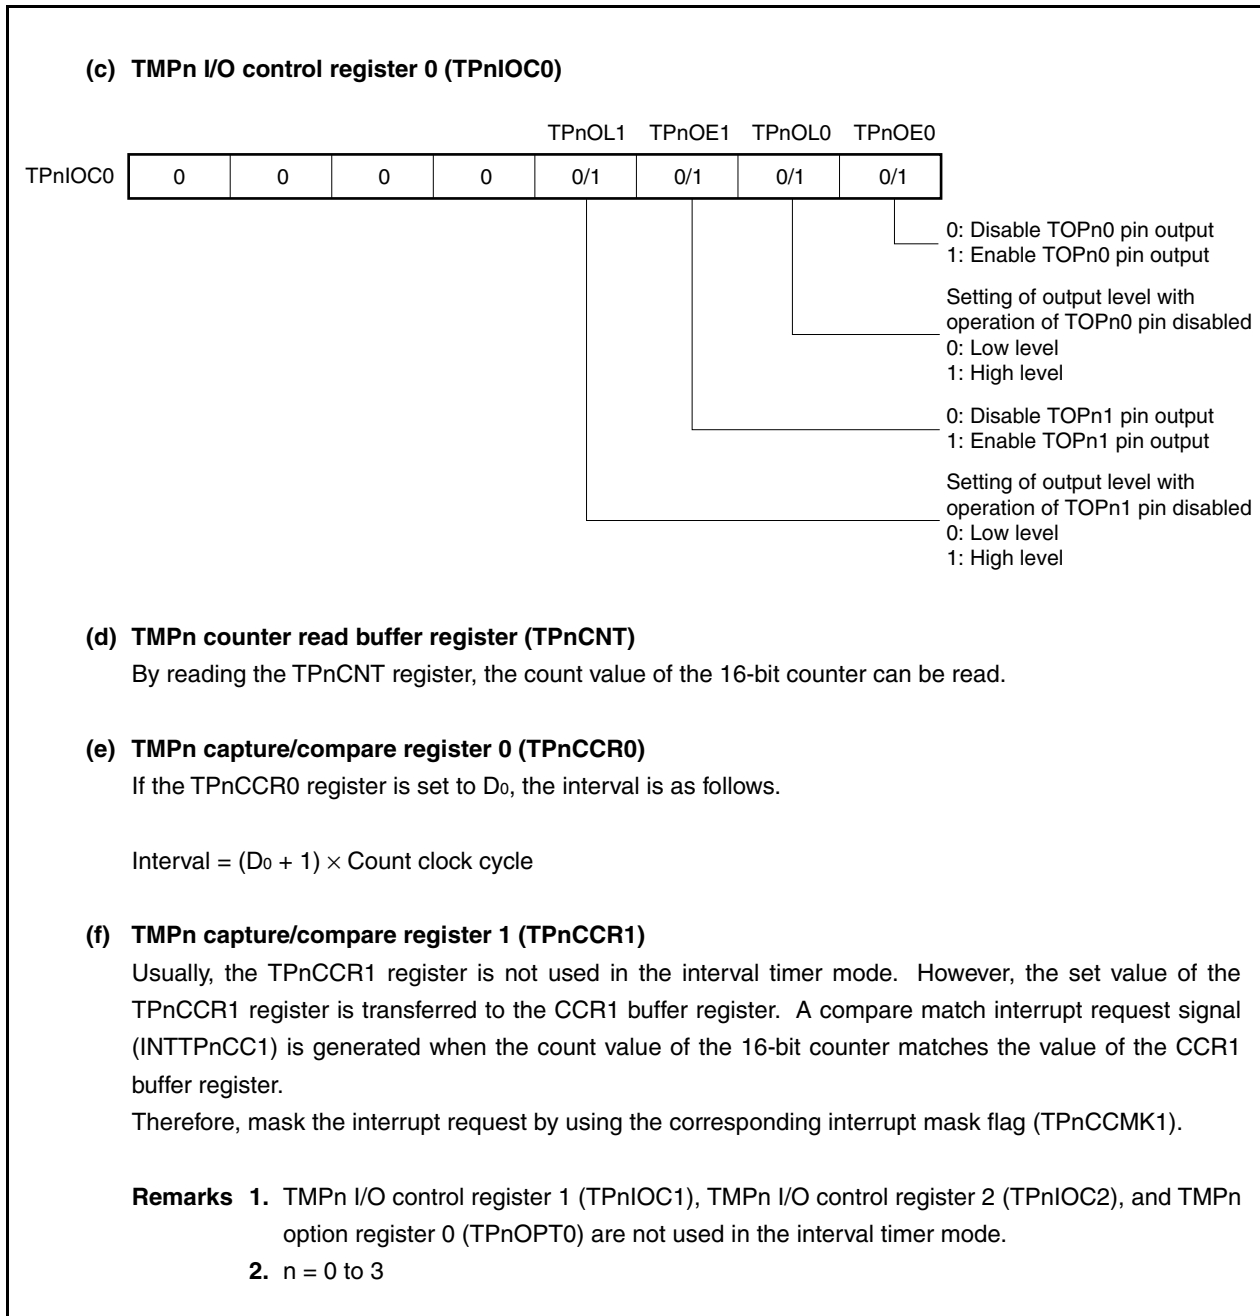 (c) TMPn I/O control register 0 (TPnIOC0)
TPnOL1 TPnOE1 TPnOL0 TPnOE0
TPnIOC0 0 0 0 0 0/1 0/1 0/1 0/1
0: Disable TOPn0 pin output
1: Enable TOPn0 pin output
Setting of output level with
operation of TOPn0 pin disabled
0: Low level
1: High level
0: Disable TOPn1 pin output
1: Enable TOPn1 pin output
Setting of output level with
operation of TOPn1 pin disabled
0: Low level
1: High level
(d) TMPn counter read buffer register (TPnCNT)
By reading the TPnCNT register, the count value of the 16-bit counter can be read.
(e) TMPn capture/compare register 0 (TPnCCR0)
If the TPnCCR0 register is set to D0, the interval is as follows.
Interval = (D0 + 1) × Count clock cycle
(f) TMPn capture/compare register 1 (TPnCCR1)
Usually, the TPnCCR1 register is not used in the interval timer mode. However, the set value of the
TPnCCR1 register is transferred to the CCR1 buffer register. A compare match interrupt request signal
(INTTPnCC1) is generated when the count value of the 16-bit counter matches the value of the CCR1
buffer register.
Therefore, mask the interrupt request by using the corresponding interrupt mask flag (TPnCCMK1).
Remarks 1. TMPn I/O control register 1 (TPnIOC1), TMPn I/O control register 2 (TPnIOC2), and TMPn
option register 0 (TPnOPT0) are not used in the interval timer mode.
2. n = 0 to 3